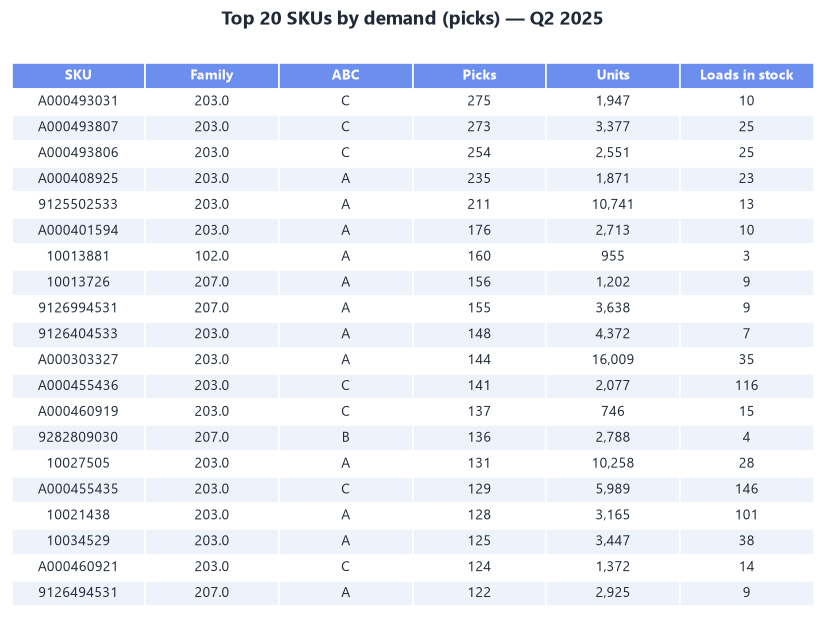 Top 20 SKUs by demand (picks) — Q2 2025
SKU Family ABC Picks Units Loads in stock
A000493031 203.0 C 275 1,947 10
A000493807 203.0 C 273 3,377 25
A000493806 203.0 C 254 2,551 25
A000408925 203.0 A 235 1,871 23
9125502533 203.0 A 211 10,741 13
A000401594 203.0 A 176 2,713 10
10013881 102.0 A 160 955 3
10013726 207.0 A 156 1,202 9
9126994531 207.0 A 155 3,638 9
9126404533 203.0 A 148 4,372 7
A000303327 203.0 A 144 16,009 35
A000455436 203.0 C 141 2,077 116
A000460919 203.0 C 137 746 15
9282809030 207.0 B 136 2,788 4
10027505 203.0 A 131 10,258 28
A000455435 203.0 C 129 5,989 146
10021438 203.0 A 128 3,165 101
10034529 203.0 A 125 3,447 38
A000460921 203.0 C 124 1,372 14
9126494531 207.0 A 122 2,925 9